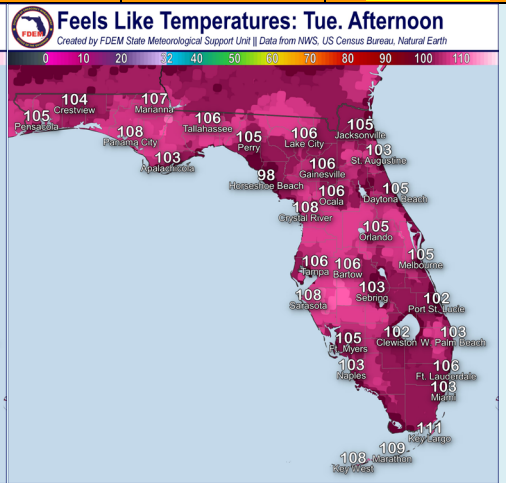 FDEM
Feels Like Temperatures: Tue. Afternoon
Created by FDEM State Meteorological Support Unit || Data from NWS, US Census Bureau, Natural Earth
0 10 20 32 40 50 60 70 80 90 100 110
104
Crestview
107
Marianna
105
Pensacola
106
Tallahassee
108
Panama City
105
Perry
106
Lake City
105
Jacksonville
103
Apalachicola
103
St. Augustine
106
Gainesville
98
Horseshoe Beach
106
Ocala
105
Daytona Beach
108
Crystal River
105
Orlando
105
Melbourne
106
Tampa
106
Bartow
103
Sebring
108
Sarasota
102
Port St. Lucie
105
Ft. Myers
102
Clewiston
103
W. Palm Beach
103
Naples
106
Ft. Lauderdale
103
Miami
111
Key Largo
109
Marathon
108
Key West